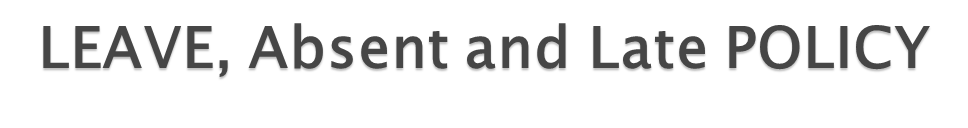 LEAVE, Absent and Late POLICY